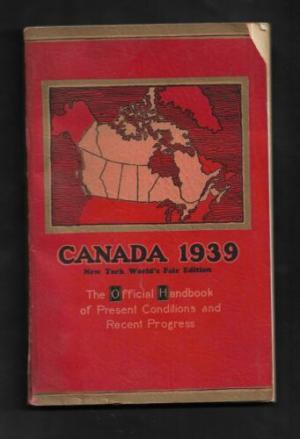 CANADA 1939
New York World's Fair Edition
The Official Handbook
of Present Conditions and
Recent Progress